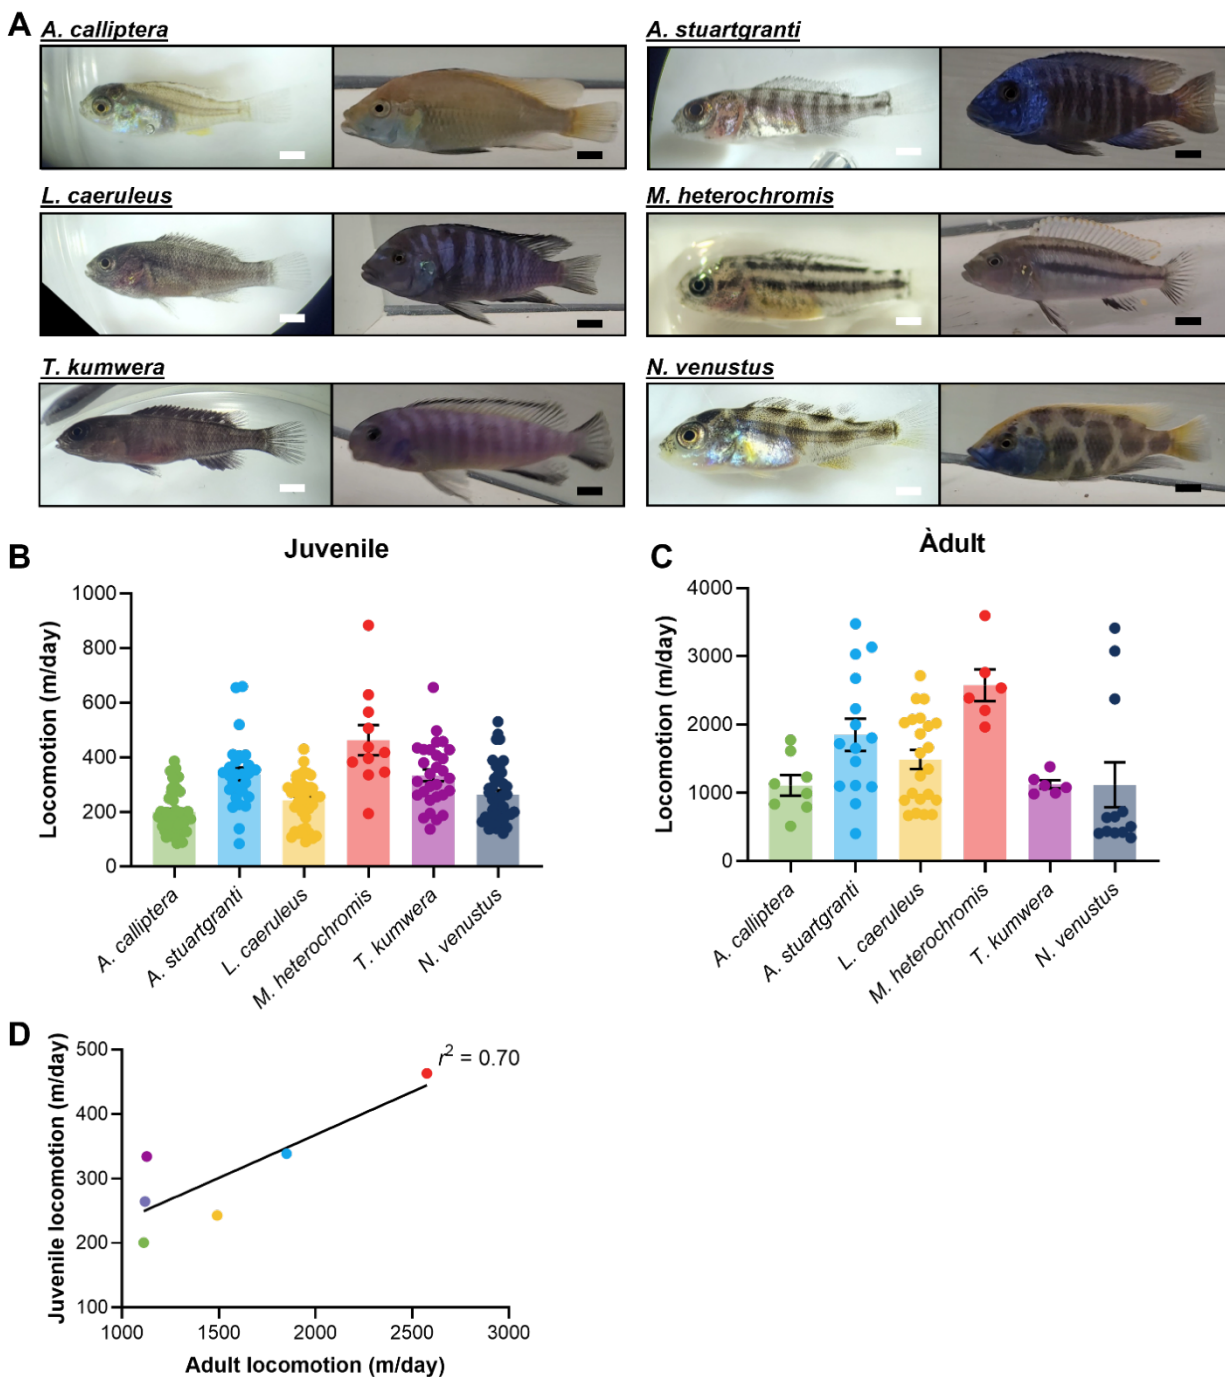 A
A. calliptera
A. stuartgranti
L. caeruleus
M. heterochromis
T. kumwera
N. venustus
B
Juvenile
Locomotion (m/day)
1000
800
600
400
200
0
A. calliptera
A. stuartgranti
L. caeruleus
M. heterochromis
T. kumwera
N. venustus
C
Àdult
Locomotion (m/day)
4000
3000
2000
1000
0
A. calliptera
A. stuartgranti
L. caeruleus
M. heterochromis
T. kumwera
N. venustus
D
Juvenile locomotion (m/day)
500
400
300
200
100
r² = 0.70
1000 1500 2000 2500 3000
Adult locomotion (m/day)